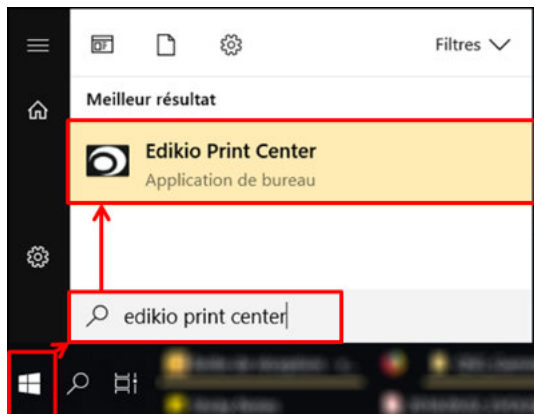 Filtres
Meilleur résultat
Edikio Print Center
Application de bureau
edikio print center